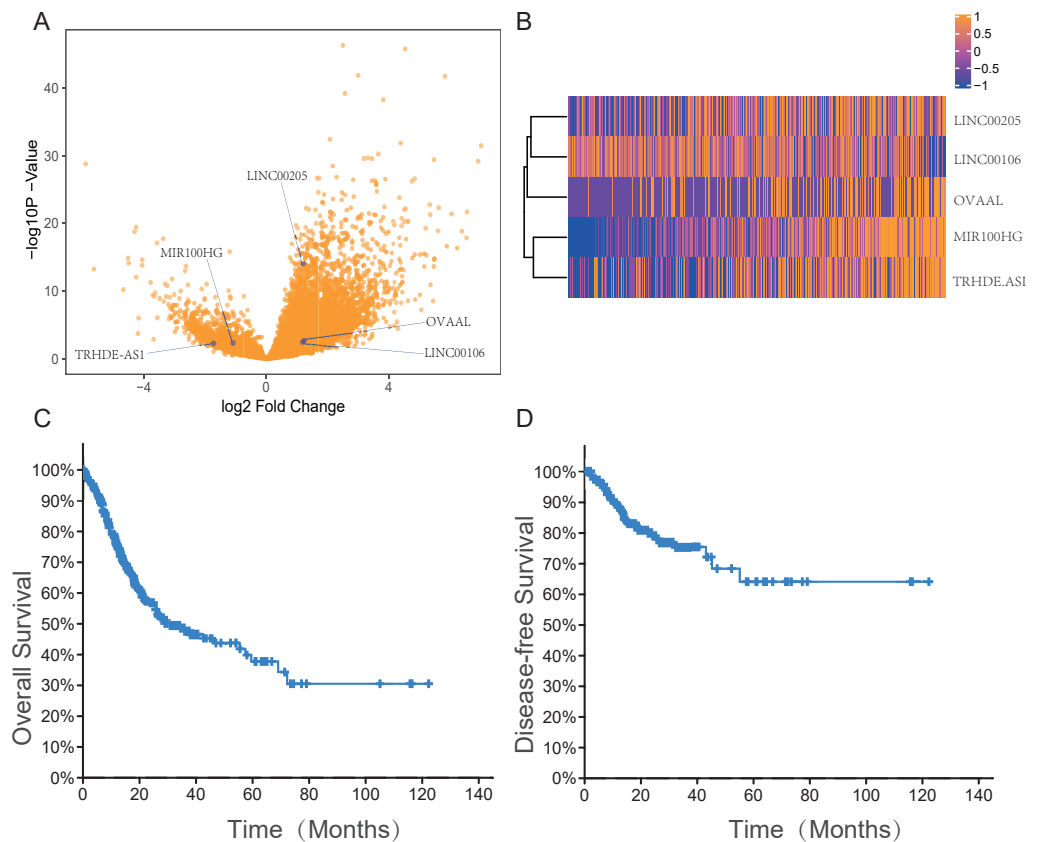 A
−log10P −Value
40
30
20
10
0
LINC00205
MIR100HG
OVAAL
TRHDE-AS1
LINC00106
−4
0
4
log2 Fold Change
B
1
0.5
0
−0.5
−1
LINC00205
LINC00106
OVAAL
MIR100HG
TRHDE.AS1
C
Overall Survival
100%
90%
80%
70%
60%
50%
40%
30%
20%
10%
0%
0 20 40 60 80 100 120 140
Time（Months）
D
Disease-free Survival
100%
90%
80%
70%
60%
50%
40%
30%
20%
10%
0%
0 20 40 60 80 100 120 140
Time（Months）